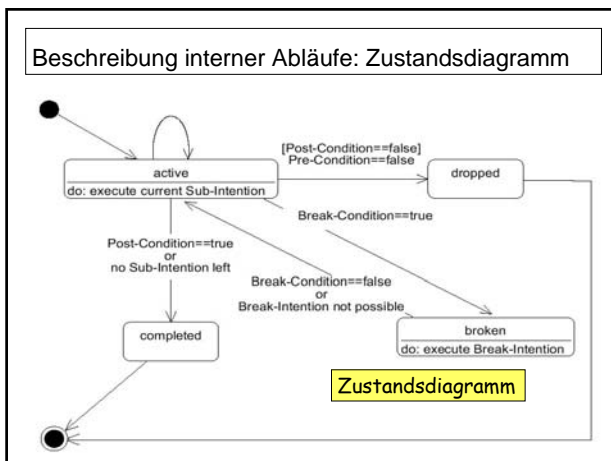 Beschreibung interner Abläufe: Zustandsdiagramm
[Post-Condition==false]
Pre-Condition==false
active
do: execute current Sub-Intention
dropped
Break-Condition==true
Post-Condition==true
or
no Sub-Intention left
Break-Condition==false
or
Break-Intention not possible
completed
broken
do: execute Break-Intention
Zustandsdiagramm